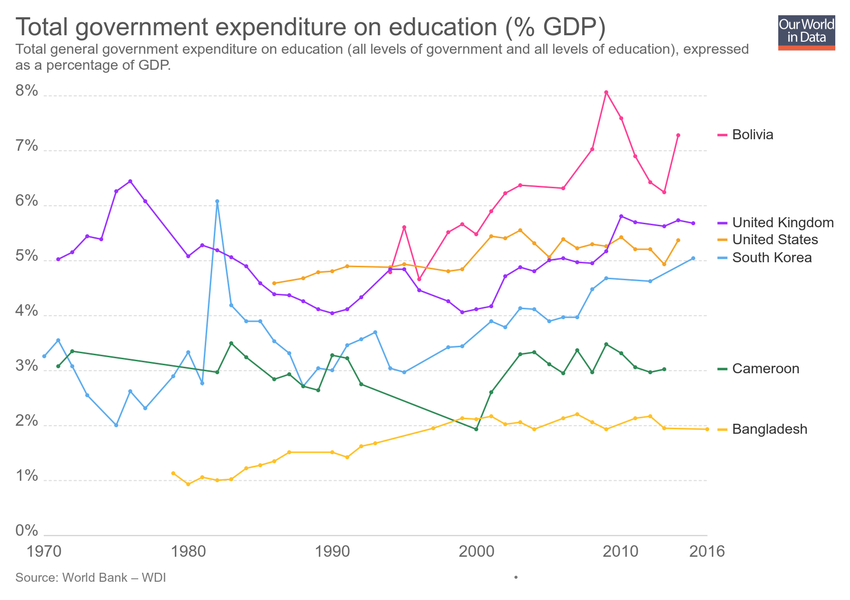 Total government expenditure on education (% GDP)
Our World
in Data
Total general government expenditure on education (all levels of government and all levels of education), expressed
as a percentage of GDP.
8%
7%
6%
5%
4%
3%
2%
1%
0%
Bolivia
United Kingdom
United States
South Korea
Cameroon
Bangladesh
1970 1980 1990 2000 2010 2016
Source: World Bank – WDI